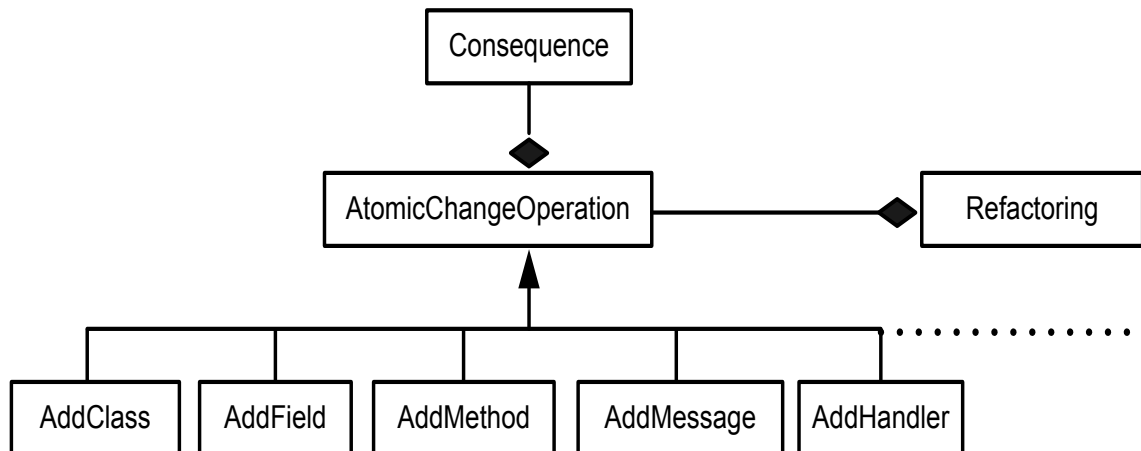 Consequence
AtomicChangeOperation
Refactoring
AddClass
AddField
AddMethod
AddMessage
AddHandler